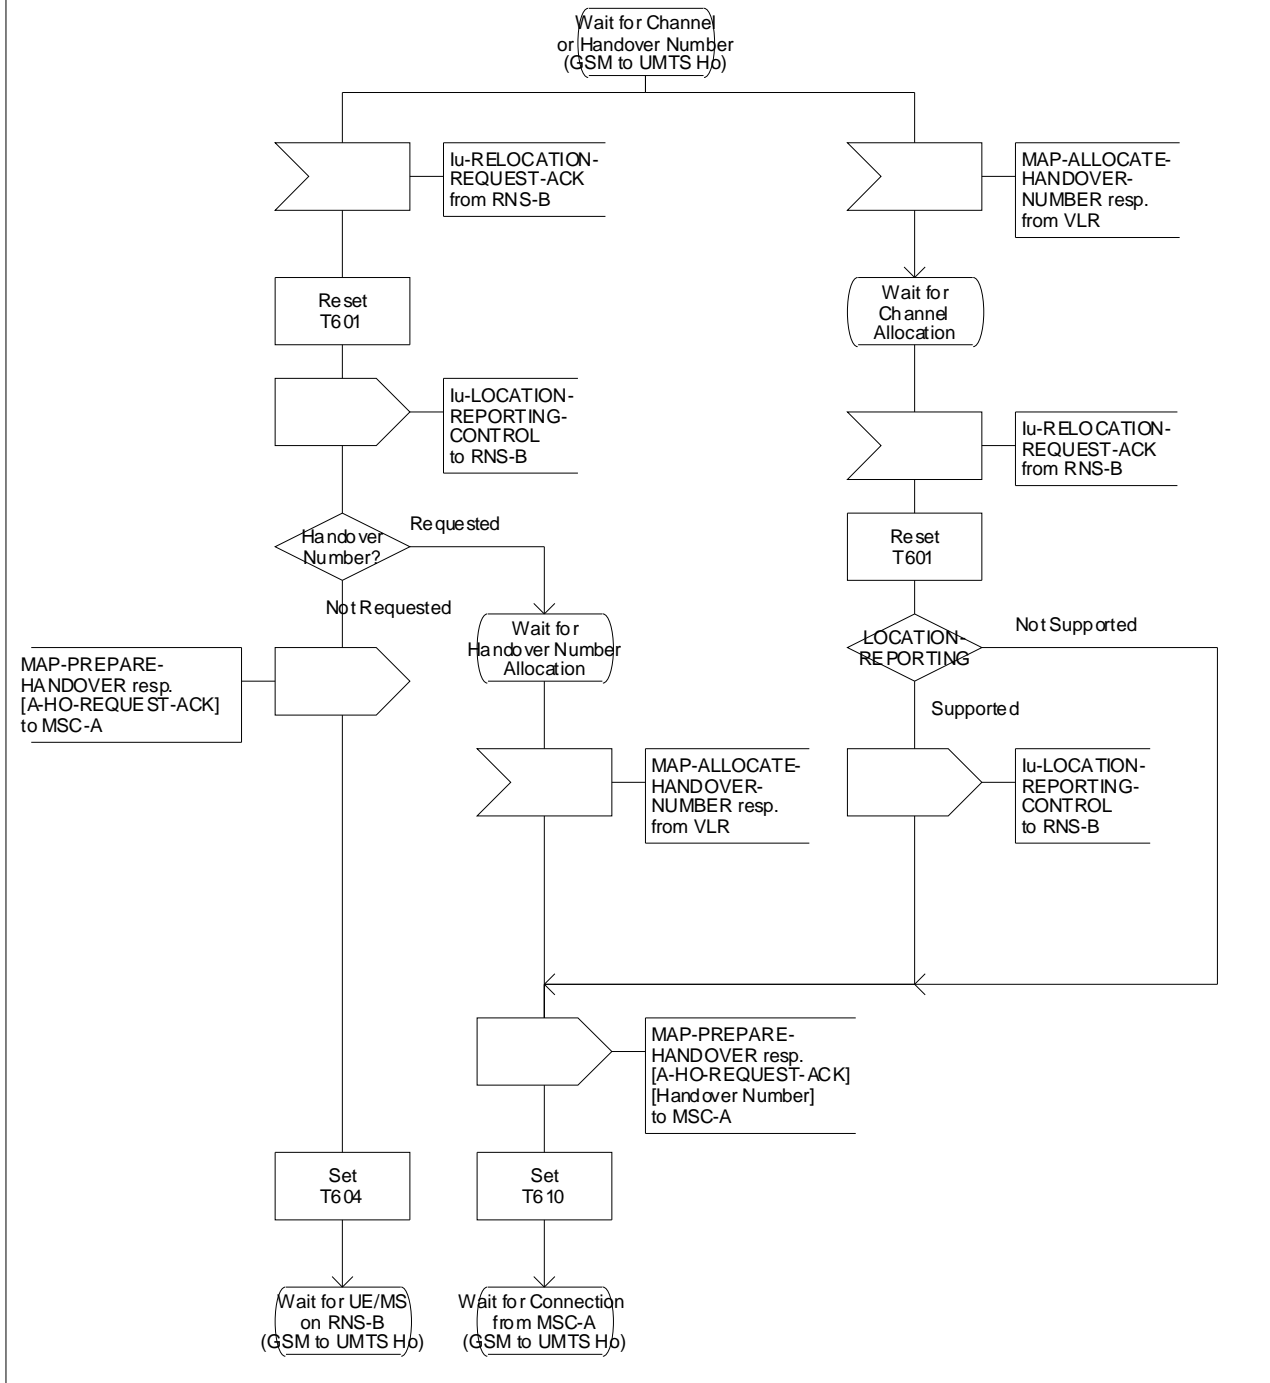 Wait for Channel
or Handover Number
(GSM to UMTS Ho)
Iu-RELOCATION-
REQUEST-ACK
from RNS-B
MAP-ALLOCATE-
HANDOVER-
NUMBER resp.
from VLR
Reset
T601
Wait for
Channel
Allocation
Iu-LOCATION-
REPORTING-
CONTROL
to RNS-B
Iu-RELOCATION-
REQUEST-ACK
from RNS-B
Handover
Number?
Requested
Not Requested
Reset
T601
Wait for
Handover Number
Allocation
LOCATION-
REPORTING
Not Supported
Supported
MAP-PREPARE-
HANDOVER resp.
[A-HO-REQUEST-ACK]
to MSC-A
MAP-ALLOCATE-
HANDOVER-
NUMBER resp.
from VLR
Iu-LOCATION-
REPORTING-
CONTROL
to RNS-B
MAP-PREPARE-
HANDOVER resp.
[A-HO-REQUEST-ACK]
[Handover Number]
to MSC-A
Set
T604
Set
T610
Wait for UE/MS
on RNS-B
(GSM to UMTS Ho)
Wait for Connection
from MSC-A
(GSM to UMTS Ho)